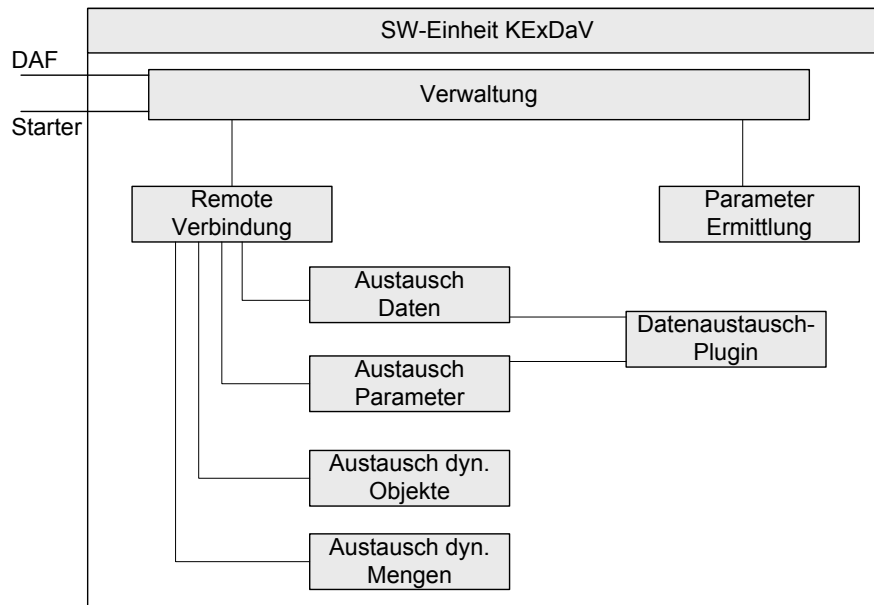 SW-Einheit KExDaV
DAF
Verwaltung
Starter
Remote
Verbindung
Parameter
Ermittlung
Austausch
Daten
Datenaustausch-
Plugin
Austausch
Parameter
Austausch dyn.
Objekte
Austausch dyn.
Mengen